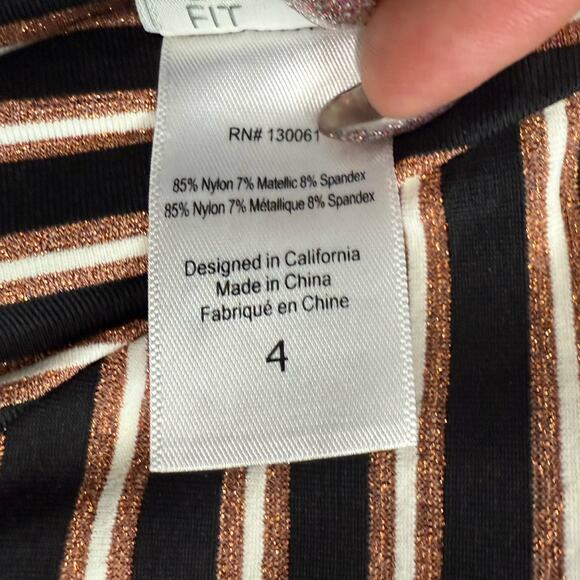 FIT
RN# 130061
85% Nylon 7% Matellic 8% Spandex
85% Nylon 7% Métallique 8% Spandex
Designed in California
Made in China
Fabriqué en Chine
4